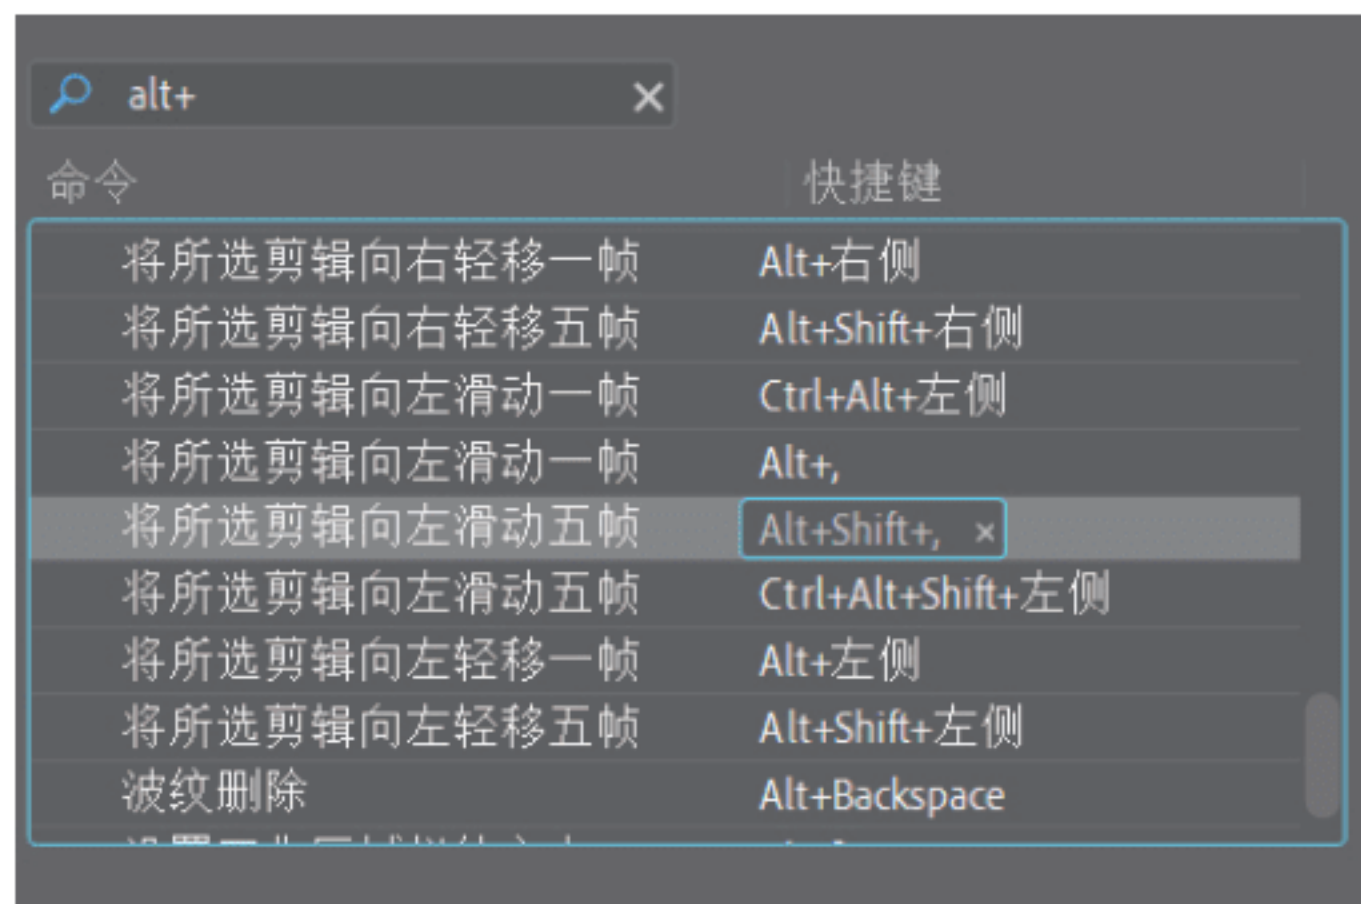 alt+
命令 快捷键
将所选剪辑向右轻移一帧 Alt+右侧
将所选剪辑向右轻移五帧 Alt+Shift+右侧
将所选剪辑向左滑动一帧 Ctrl+Alt+左侧
将所选剪辑向左滑动一帧 Alt+,
将所选剪辑向左滑动五帧 Alt+Shift+,
将所选剪辑向左滑动五帧 Ctrl+Alt+Shift+左侧
将所选剪辑向左轻移一帧 Alt+左侧
将所选剪辑向左轻移五帧 Alt+Shift+左侧
波纹删除 Alt+Backspace